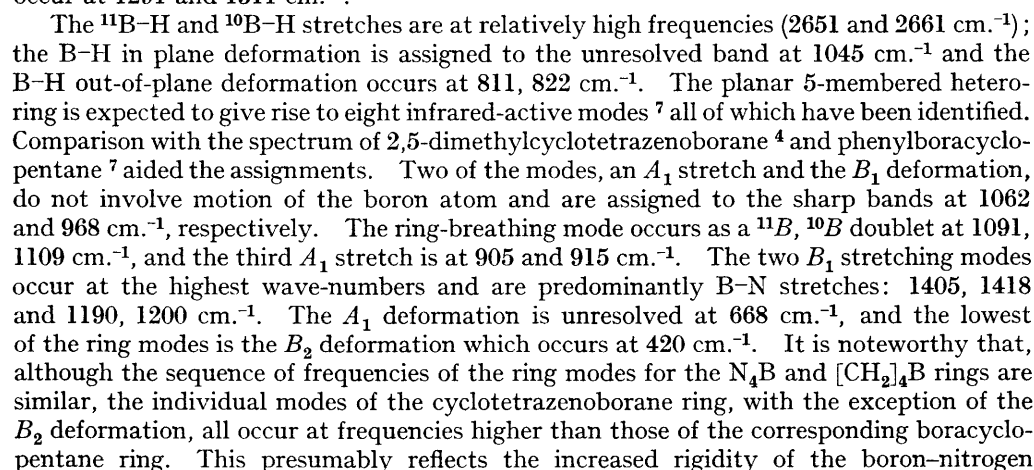 The ¹¹B–H and ¹⁰B–H stretches are at relatively high frequencies (2651 and 2661 cm.⁻¹);
the B–H in plane deformation is assigned to the unresolved band at 1045 cm.⁻¹ and the
B–H out-of-plane deformation occurs at 811, 822 cm.⁻¹. The planar 5-membered hetero-
ring is expected to give rise to eight infrared-active modes ⁷ all of which have been identified.
Comparison with the spectrum of 2,5-dimethylcyclotetrazenoborane ⁴ and phenylboracyclo-
pentane ⁷ aided the assignments. Two of the modes, an A₁ stretch and the B₁ deformation,
do not involve motion of the boron atom and are assigned to the sharp bands at 1062
and 968 cm.⁻¹, respectively. The ring-breathing mode occurs as a ¹¹B, ¹⁰B doublet at 1091,
1109 cm.⁻¹, and the third A₁ stretch is at 905 and 915 cm.⁻¹. The two B₁ stretching modes
occur at the highest wave-numbers and are predominantly B–N stretches: 1405, 1418
and 1190, 1200 cm.⁻¹. The A₁ deformation is unresolved at 668 cm.⁻¹, and the lowest
of the ring modes is the B₂ deformation which occurs at 420 cm.⁻¹. It is noteworthy that,
although the sequence of frequencies of the ring modes for the N₄B and [CH₂]₄B rings are
similar, the individual modes of the cyclotetrazenoborane ring, with the exception of the
B₂ deformation, all occur at frequencies higher than those of the corresponding boracyclo-
pentane ring. This presumably reflects the increased rigidity of the boron–nitrogen